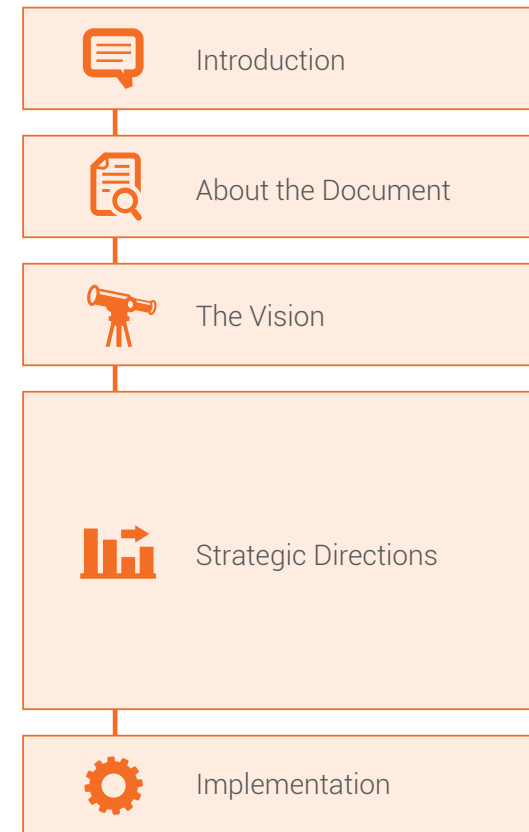 Introduction
About the Document
The Vision
Strategic Directions
Implementation